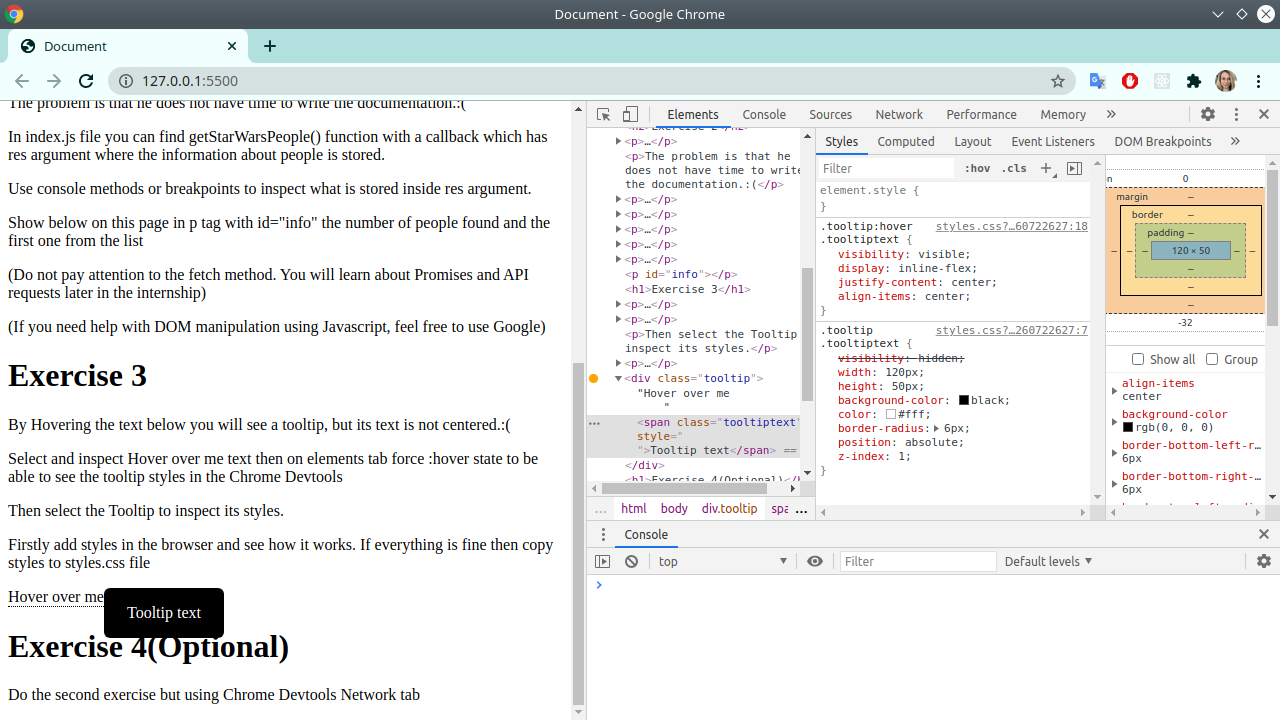 Document - Google Chrome
Document
127.0.0.1:5500
The problem is that he does not have time to write the documentation.:(
In index.js file you can find getStarWarsPeople() function with a callback which has
res argument where the information about people is stored.
Use console methods or breakpoints to inspect what is stored inside res argument.
Show below on this page in p tag with id="info" the number of people found and the
first one from the list
(Do not pay attention to the fetch method. You will learn about Promises and API
requests later in the internship)
(If you need help with DOM manipulation using Javascript, feel free to use Google)
Exercise 3
By Hovering the text below you will see a tooltip, but its text is not centered.:(
Select and inspect Hover over me text then on elements tab force :hover state to be
able to see the tooltip styles in the Chrome Devtools
Then select the Tooltip to inspect its styles.
Firstly add styles in the browser and see how it works. If everything is fine then copy
styles to styles.css file
Hover over me
Tooltip text
Exercise 4(Optional)
Do the second exercise but using Chrome Devtools Network tab
Elements Console Sources Network Performance Memory »
<h2>Exercise 2</h2>
<p>…</p>
<p>The problem is that he
does not have time to write
the documentation.:(</p>
<p>…</p>
<p>…</p>
<p>…</p>
<p>…</p>
<p>…</p>
<p id="info"></p>
<h1>Exercise 3</h1>
<p>…</p>
<p>…</p>
<p>Then select the Tooltip
inspect its styles.</p>
<p>…</p>
<div class="tooltip">
"Hover over me
"
<span class="tooltiptext"
style="
">Tooltip text</span> ==
</div>
<h1>Exercise 4(Optional)</h
... html body div.tooltip spa ...
Styles Computed Layout Event Listeners DOM Breakpoints »
Filter :hov .cls
element.style {
}
.tooltip:hover styles.css?…60722627:18
.tooltiptext {
visibility: visible;
display: inline-flex;
justify-content: center;
align-items: center;
}
.tooltip styles.css?…260722627:7
.tooltiptext {
visibility: hidden;
width: 120px;
height: 50px;
background-color: black;
color: #fff;
border-radius: 6px;
position: absolute;
z-index: 1;
}
n 0
margin –
border –
padding –
– – – 120 × 50 – – –
–
–
–
-32
Show all Group
align-items
center
background-color
rgb(0, 0, 0)
border-bottom-left-r…
6px
border-bottom-right-…
6px
Console
top Filter Default levels